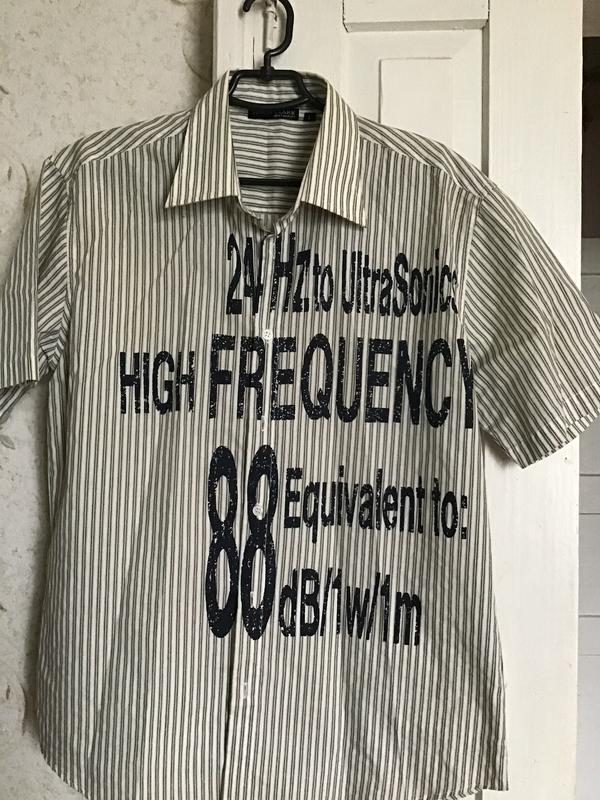 24 Hz to UltraSonics
HIGH FREQUENCY
88 Equivalent to:
dB/1w/1m